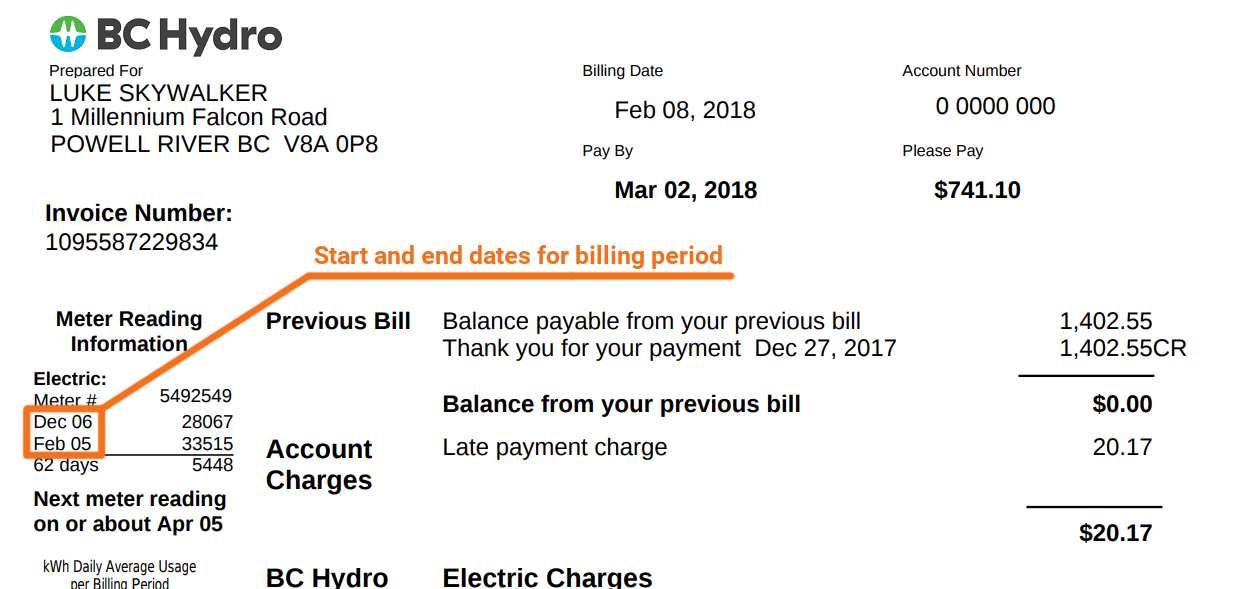 BC Hydro
Prepared For
LUKE SKYWALKER
1 Millennium Falcon Road
POWELL RIVER BC  V8A 0P8
Billing Date
Feb 08, 2018
Account Number
0 0000 000
Pay By
Mar 02, 2018
Please Pay
$741.10
Invoice Number:
1095587229834
Start and end dates for billing period
Meter Reading
Information
Electric:
Meter # 5492549
Dec 06 28067
Feb 05 33515
62 days 5448
Next meter reading
on or about Apr 05
kWh Daily Average Usage
per Billing Period
Previous Bill Balance payable from your previous bill 1,402.55
Thank you for your payment  Dec 27, 2017 1,402.55CR
Balance from your previous bill $0.00
Account
Charges
Late payment charge 20.17
$20.17
BC Hydro Electric Charges